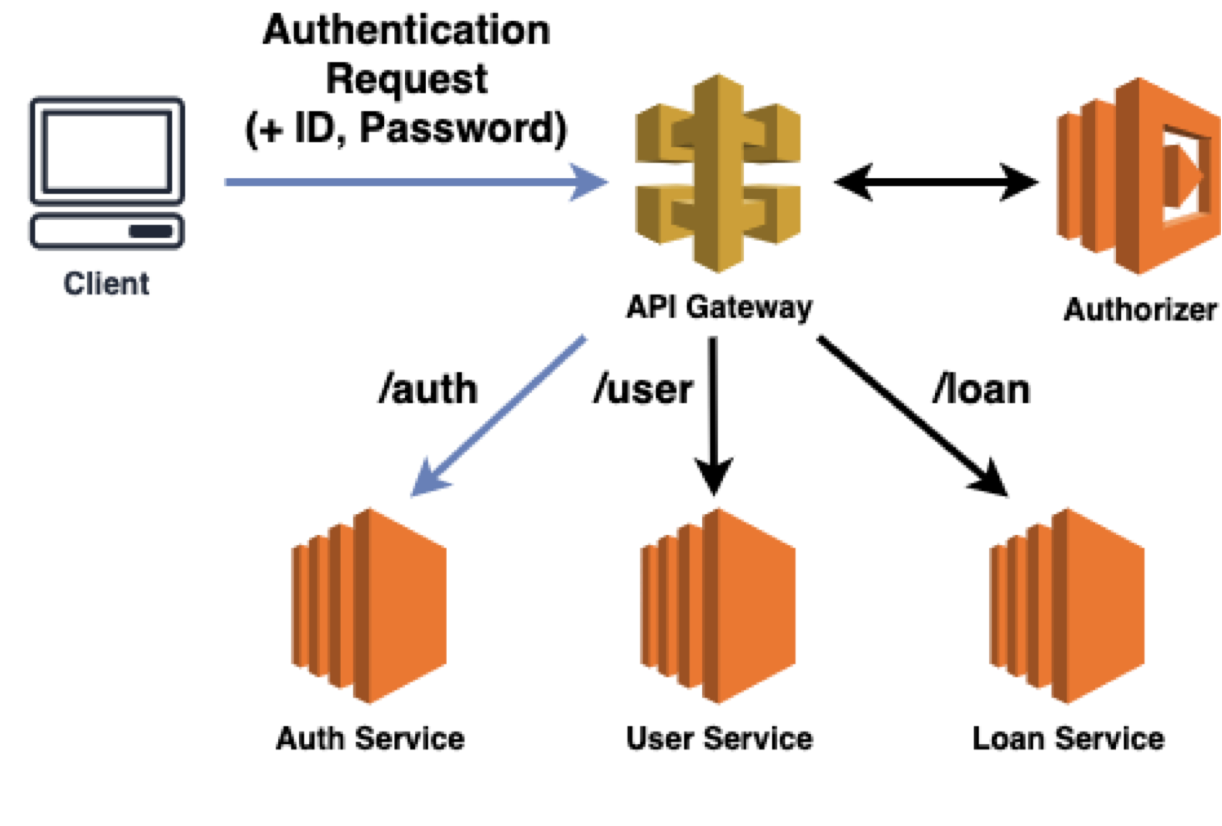 Authentication
Request
(+ ID, Password)
Client
API Gateway
Authorizer
/auth
/user
/loan
Auth Service
User Service
Loan Service